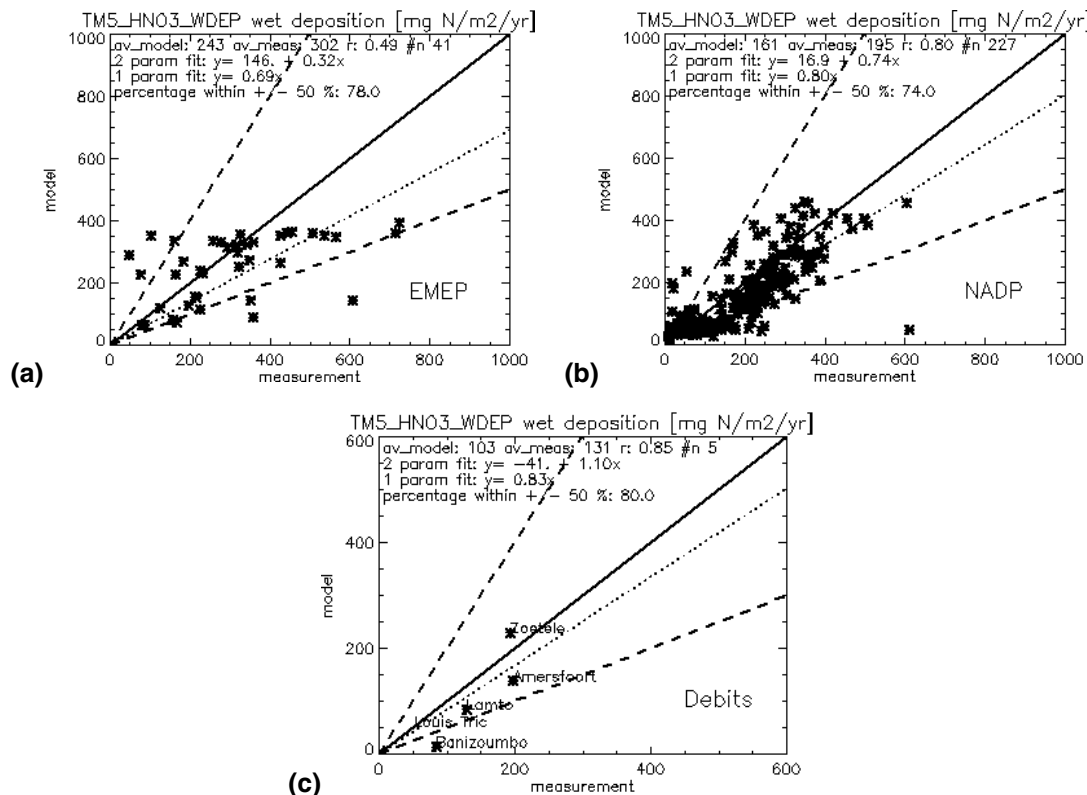 TM5_HNO3_WDEP wet deposition [mg N/m2/yr]
av_model: 243 av_meas: 302 r: 0.49 #n 41
2 param fit: y= 146. + 0.32x
1 param fit: y= 0.69x
percentage within + - 50 %: 78.0
1000
800
600
400
200
0
model
EMEP
0 200 400 600 800 1000
measurement
(a)
TM5_HNO3_WDEP wet deposition [mg N/m2/yr]
av_model: 161 av_meas: 195 r: 0.80 #n 227
2 param fit: y= 16.9 + 0.74x
1 param fit: y= 0.80x
percentage within + - 50 %: 74.0
1000
800
600
400
200
0
model
NADP
0 200 400 600 800 1000
measurement
(b)
TM5_HNO3_WDEP wet deposition [mg N/m2/yr]
av_model: 103 av_meas: 131 r: 0.85 #n 5
2 param fit: y= -41. + 1.10x
1 param fit: y= 0.83x
percentage within + - 50 %: 80.0
600
400
200
0
model
Zoetele
Amersfoort
Lamto
Louis Tric
Banizoumbo
Debits
0 200 400 600
measurement
(c)